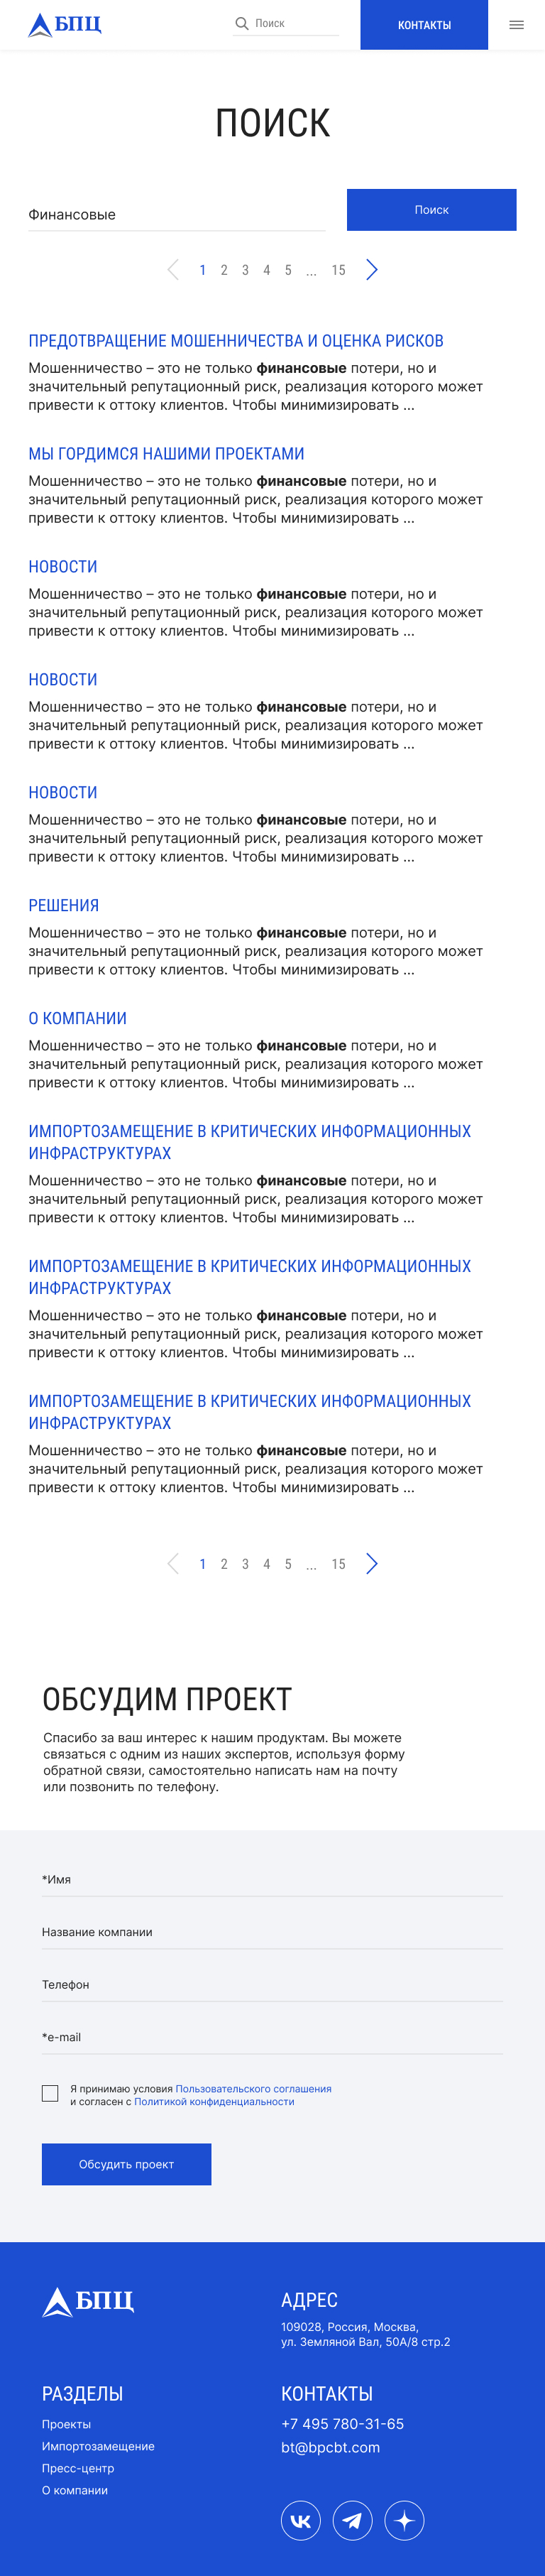 БПЦ
Поиск
КОНТАКТЫ
ПОИСК
Финансовые
Поиск
1 2 3 4 5 ... 15
ПРЕДОТВРАЩЕНИЕ МОШЕННИЧЕСТВА И ОЦЕНКА РИСКОВ
Мошенничество – это не только финансовые потери, но и
значительный репутационный риск, реализация которого может
привести к оттоку клиентов. Чтобы минимизировать ...
МЫ ГОРДИМСЯ НАШИМИ ПРОЕКТАМИ
Мошенничество – это не только финансовые потери, но и
значительный репутационный риск, реализация которого может
привести к оттоку клиентов. Чтобы минимизировать ...
НОВОСТИ
Мошенничество – это не только финансовые потери, но и
значительный репутационный риск, реализация которого может
привести к оттоку клиентов. Чтобы минимизировать ...
НОВОСТИ
Мошенничество – это не только финансовые потери, но и
значительный репутационный риск, реализация которого может
привести к оттоку клиентов. Чтобы минимизировать ...
НОВОСТИ
Мошенничество – это не только финансовые потери, но и
значительный репутационный риск, реализация которого может
привести к оттоку клиентов. Чтобы минимизировать ...
РЕШЕНИЯ
Мошенничество – это не только финансовые потери, но и
значительный репутационный риск, реализация которого может
привести к оттоку клиентов. Чтобы минимизировать ...
О КОМПАНИИ
Мошенничество – это не только финансовые потери, но и
значительный репутационный риск, реализация которого может
привести к оттоку клиентов. Чтобы минимизировать ...
ИМПОРТОЗАМЕЩЕНИЕ В КРИТИЧЕСКИХ ИНФОРМАЦИОННЫХ
ИНФРАСТРУКТУРАХ
Мошенничество – это не только финансовые потери, но и
значительный репутационный риск, реализация которого может
привести к оттоку клиентов. Чтобы минимизировать ...
ИМПОРТОЗАМЕЩЕНИЕ В КРИТИЧЕСКИХ ИНФОРМАЦИОННЫХ
ИНФРАСТРУКТУРАХ
Мошенничество – это не только финансовые потери, но и
значительный репутационный риск, реализация которого может
привести к оттоку клиентов. Чтобы минимизировать ...
ИМПОРТОЗАМЕЩЕНИЕ В КРИТИЧЕСКИХ ИНФОРМАЦИОННЫХ
ИНФРАСТРУКТУРАХ
Мошенничество – это не только финансовые потери, но и
значительный репутационный риск, реализация которого может
привести к оттоку клиентов. Чтобы минимизировать ...
1 2 3 4 5 ... 15
ОБСУДИМ ПРОЕКТ
Спасибо за ваш интерес к нашим продуктам. Вы можете
связаться с одним из наших экспертов, используя форму
обратной связи, самостоятельно написать нам на почту
или позвонить по телефону.
*Имя
Название компании
Телефон
*e-mail
Я принимаю условия Пользовательского соглашения
и согласен с Политикой конфиденциальности
Обсудить проект
БПЦ
АДРЕС
109028, Россия, Москва,
ул. Земляной Вал, 50А/8 стр.2
РАЗДЕЛЫ
Проекты
Импортозамещение
Пресс-центр
О компании
КОНТАКТЫ
+7 495 780-31-65
bt@bpcbt.com